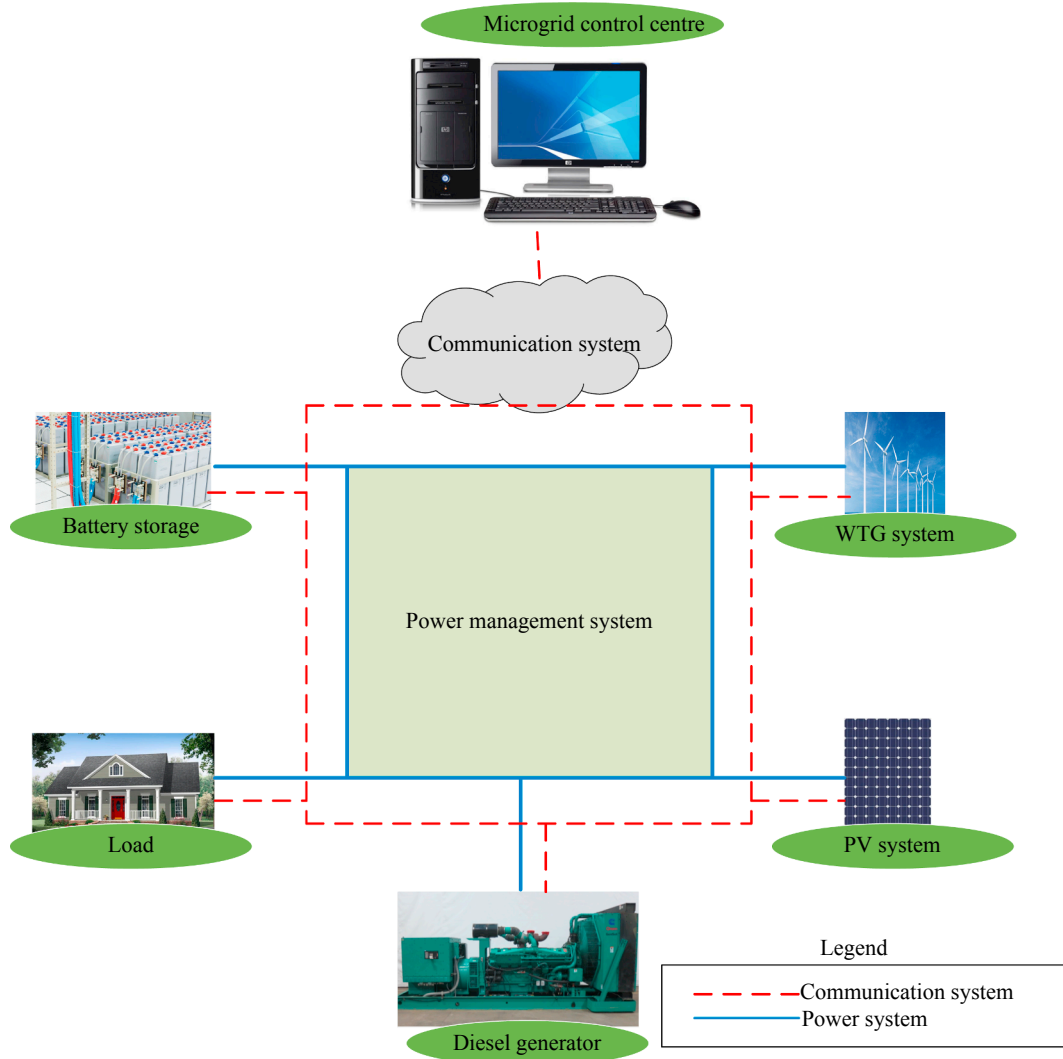 Microgrid control centre
Communication system
Battery storage
WTG system
Power management system
Load
PV system
Diesel generator
Legend
Communication system
Power system